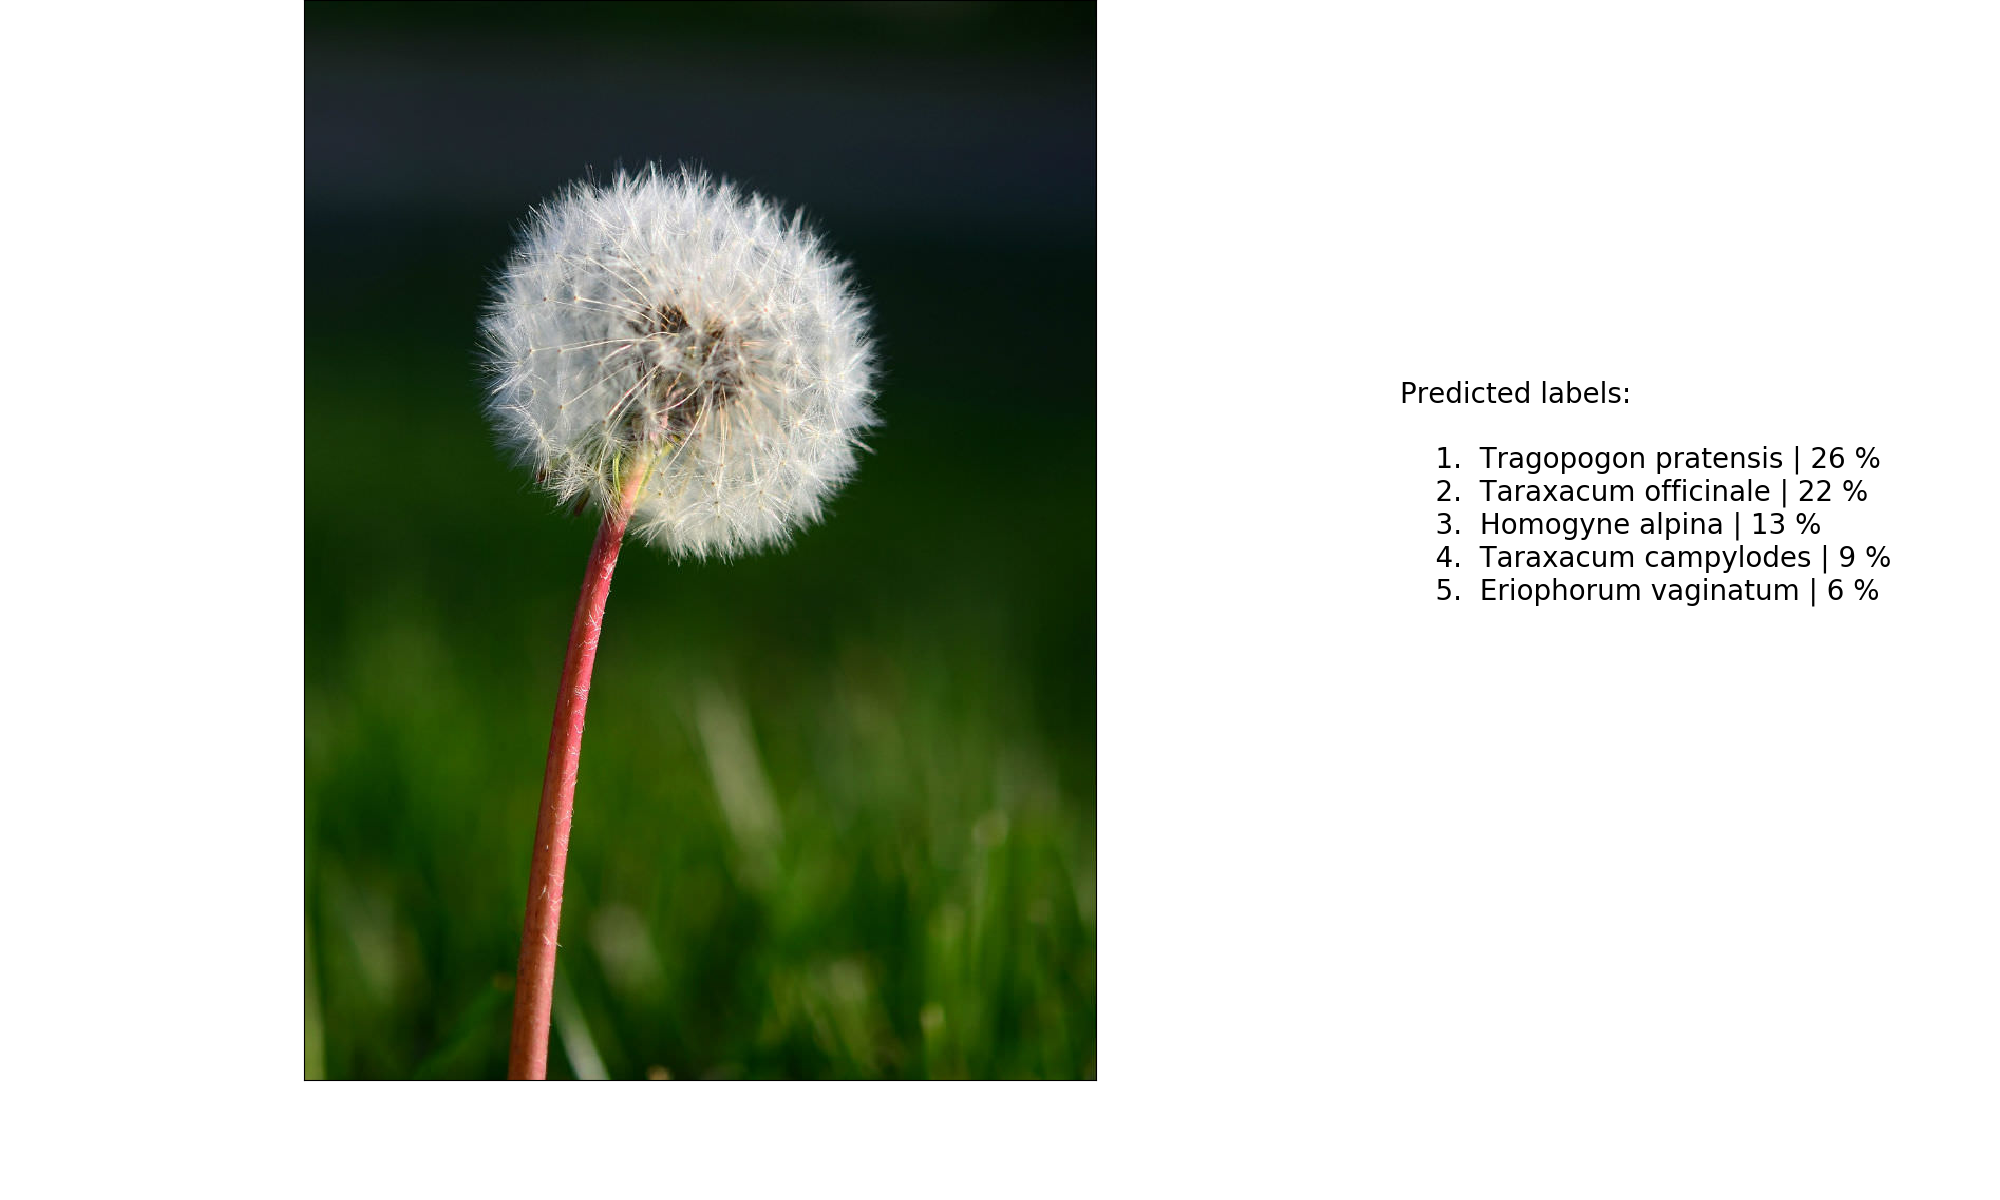 Predicted labels:
1. Tragopogon pratensis | 26 %
2. Taraxacum officinale | 22 %
3. Homogyne alpina | 13 %
4. Taraxacum campylodes | 9 %
5. Eriophorum vaginatum | 6 %